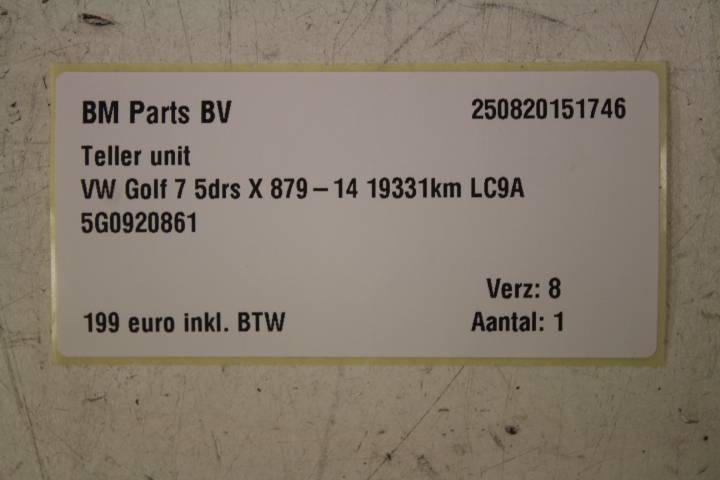 BM Parts BV 250820151746
Teller unit
VW Golf 7 5drs X 879 – 14 19331km LC9A
5G0920861
Verz: 8
199 euro inkl. BTW Aantal: 1